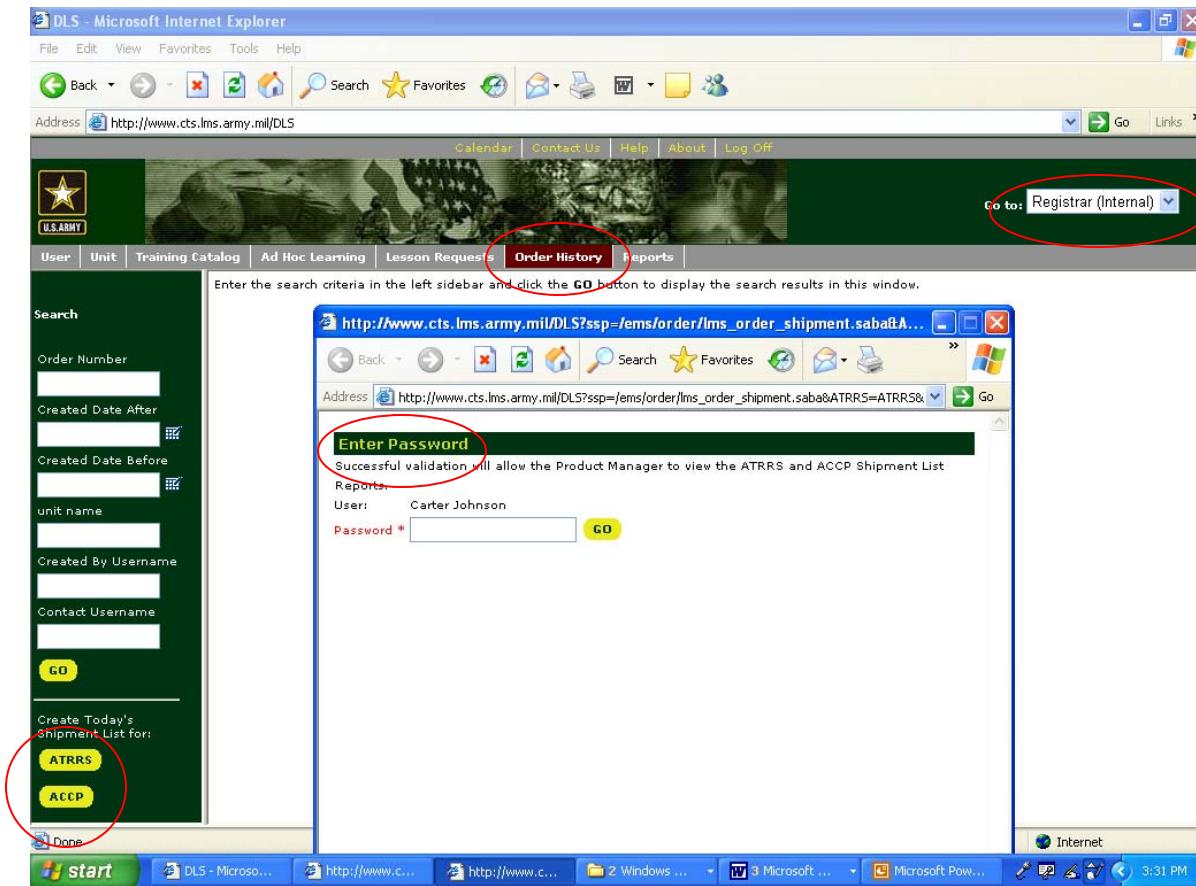 DLS - Microsoft Internet Explorer
File Edit View Favorites Tools Help
Back Search Favorites
Address http://www.cts.lms.army.mil/DLS Go Links »
Calendar Contact Us Help About Log Off
U.S.ARMY
Go to: Registrar (Internal)
User Unit Training Catalog Ad Hoc Learning Lesson Requests Order History Reports
Enter the search criteria in the left sidebar and click the GO button to display the search results in this window.
Search
Order Number
Created Date After
Created Date Before
unit name
Created By Username
Contact Username
GO
Create Today's
Shipment List for:
ATRRS
ACCP
http://www.cts.lms.army.mil/DLS?ssp=/ems/order/lms_order_shipment.saba&A...
Back Search Favorites »
Address http://www.cts.lms.army.mil/DLS?ssp=/ems/order/lms_order_shipment.saba&ATRRS=ATRRS& Go
Enter Password
Successful validation will allow the Product Manager to view the ATRRS and ACCP Shipment List
Reports.
User: Carter Johnson
Password * GO
Done Internet
start DLS - Microso... http://www.c... http://www.c... 2 Windows ... 3 Microsoft ... Microsoft Pow... 3:31 PM